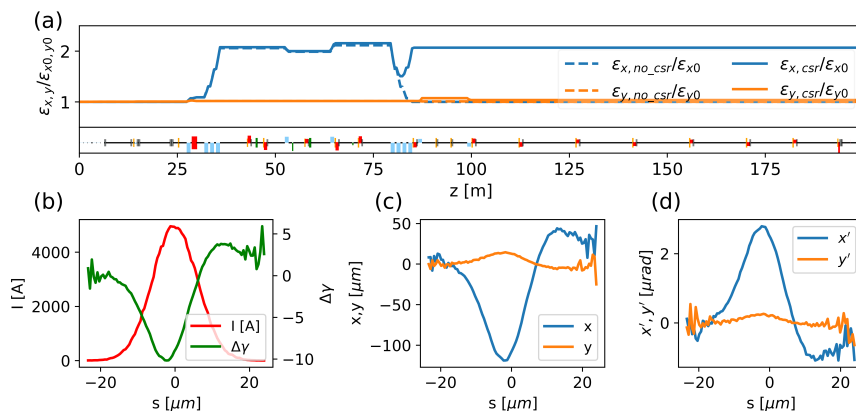 (a)
ε_{x,y}/ε_{x0,y0}
2
1
ε_{x,no_csr}/ε_{x0}
ε_{y,no_csr}/ε_{y0}
ε_{x,csr}/ε_{x0}
ε_{y,csr}/ε_{y0}
0 25 50 75 100 125 150 175
z [m]
(b)
I [A]
4000
2000
0
5
0
−5
−10
Δγ
I [A]
Δγ
−20 0 20
s [μm]
(c)
x,y [μm]
50
0
−50
−100
x
y
−20 0 20
s [μm]
(d)
x′,y′ [μrad]
2
0
x′
y′
−20 0 20
s [μm]